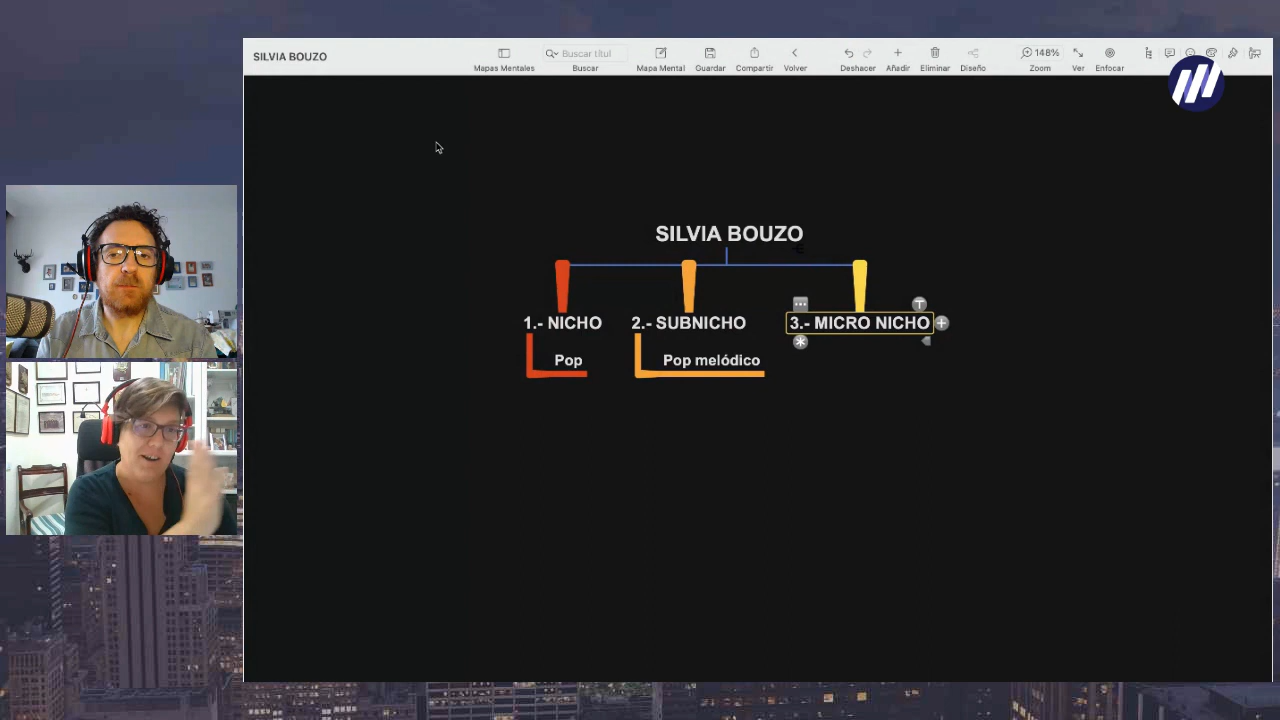 SILVIA BOUZO
Mapas Mentales
Buscar títul
Buscar
Mapa Mental
Guardar
Compartir
Volver
Deshacer
Añadir
Eliminar
Diseño
148%
Zoom
Ver
Enfocar
SILVIA BOUZO
1.- NICHO
2.- SUBNICHO
3.- MICRO NICHO
Pop
Pop melódico